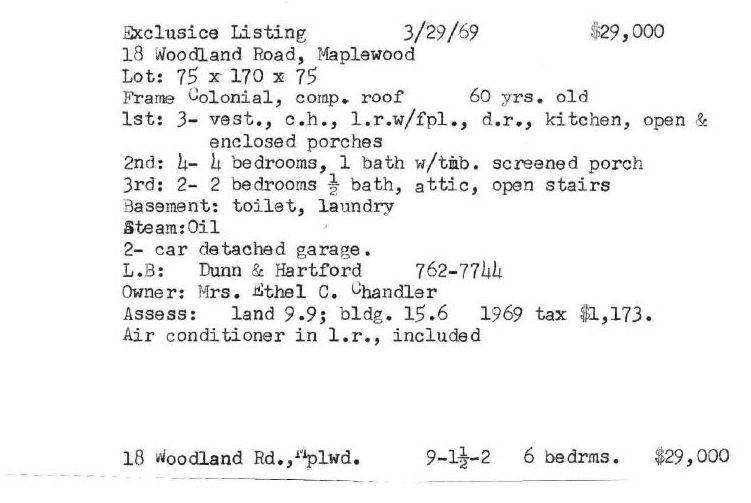 Exclusice Listing 3/29/69 $29,000
18 Woodland Road, Maplewood
Lot: 75 x 170 x 75
Frame Colonial, comp. roof 60 yrs. old
1st: 3- vest., c.h., l.r.w/fpl., d.r., kitchen, open &
enclosed porches
2nd: 4- 4 bedrooms, 1 bath w/tub. screened porch
3rd: 2- 2 bedrooms ½ bath, attic, open stairs
Basement: toilet, laundry
Steam:Oil
2- car detached garage.
L.B: Dunn & Hartford 762-7744
Owner: Mrs. Ethel C. Chandler
Assess: land 9.9; bldg. 15.6 1969 tax $1,173.
Air conditioner in l.r., included
18 Woodland Rd.,Mplwd. 9-1½-2 6 bedrms. $29,000